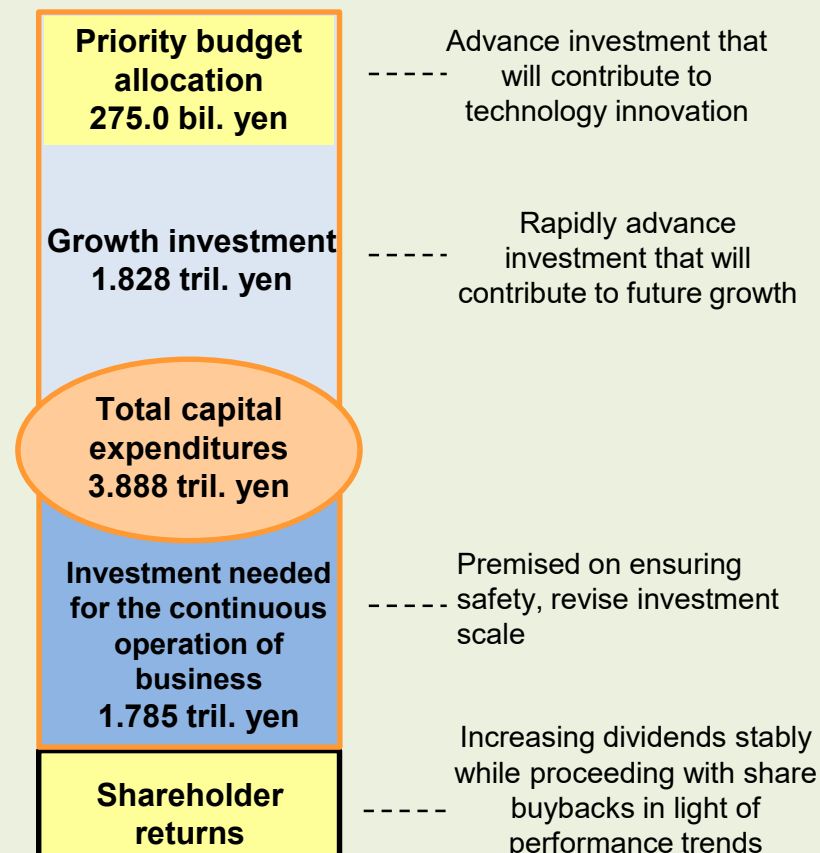 Priority budget
allocation
275.0 bil. yen
Advance investment that
will contribute to
technology innovation
Growth investment
1.828 tril. yen
Rapidly advance
investment that will
contribute to future growth
Total capital
expenditures
3.888 tril. yen
Investment needed
for the continuous
operation of
business
1.785 tril. yen
Premised on ensuring
safety, revise investment
scale
Shareholder
returns
Increasing dividends stably
while proceeding with share
buybacks in light of
performance trends